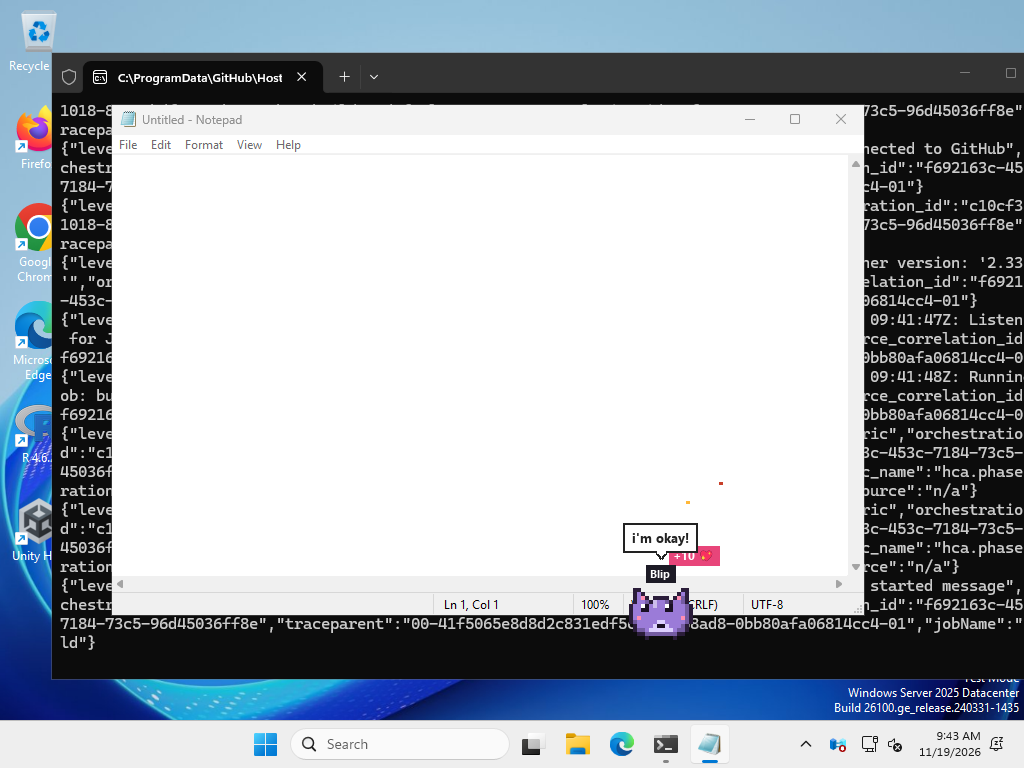 Recycle
Firefo
Googl
Chrom
Micros
Edge
R 4.6.
Unity H
C:\ProgramData\GitHub\Host
Untitled - Notepad
File Edit Format View Help
1018-8
racepa
{"leve
chestr
7184-7
{"leve
1018-8
racepa
{"leve
'","or
-453c-
{"leve
for J
f69216
{"leve
ob: bu
f69216
{"leve
d":"c1
45036f
ration
{"leve
d":"c1
45036f
ration
{"leve
chestr
73c5-96d45036ff8e"
nected to GitHub",
n_id":"f692163c-45
cc4-01"}
ration_id":"c10cf3
73c5-96d45036ff8e"
ner version: '2.33
elation_id":"f6921
06814cc4-01"}
09:41:47Z: Listen
rce_correlation_id
0bb80afa06814cc4-0
09:41:48Z: Runnin
rce_correlation_id
0bb80afa06814cc4-0
ric","orchestratio
3c-453c-7184-73c5-
hc_name":"hca.phase
ource":"n/a"}
ric","orchestratio
3c-453c-7184-73c5-
hc_name":"hca.phase
rce":"n/a"}
started message",
n_id":"f692163c-45
7184-73c5-96d45036ff8e","traceparent":"00-41f5065e8d8d2c831edf5 8ad8-0bb80afa06814cc4-01","jobName":"
ld"}
i'm okay!
+10
Blip
Ln 1, Col 1
100%
CRLF)
UTF-8
Test Mode
Windows Server 2025 Datacenter
Build 26100.ge_release.240331-1435
Search
9:43 AM
11/19/2026